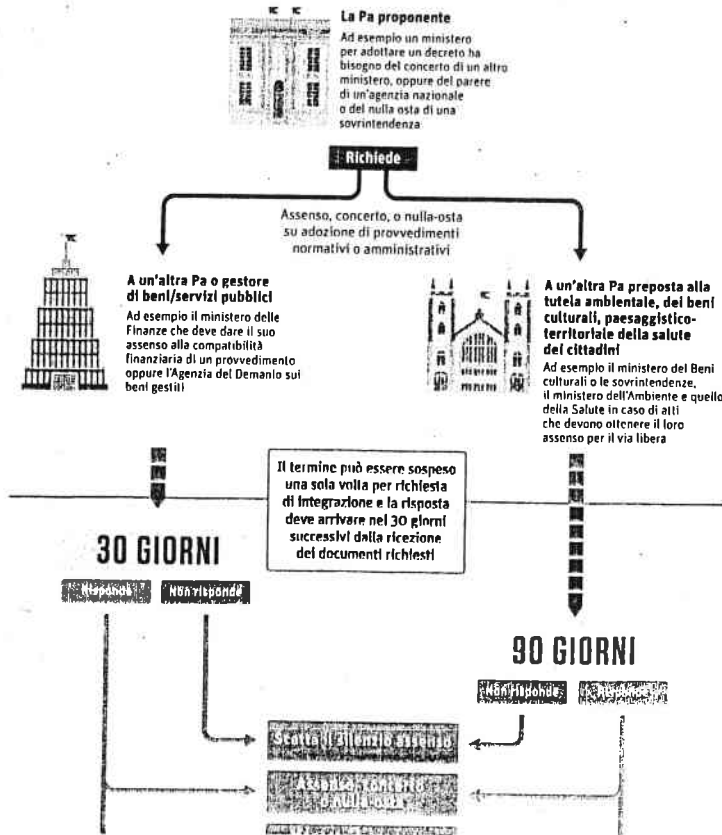 La Pa proponente
Ad esempio un ministero
per adottare un decreto ha
bisogno del concerto di un altro
ministero, oppure del parere
di un'agenzia nazionale
o del nulla osta di una
sovrintendenza
Richiede
Assenso, concerto, o nulla-osta
su adozione di provvedimenti
normativi o amministrativi
A un'altra Pa o gestore
di beni/servizi pubblici
Ad esempio il ministero delle
Finanze che deve dare il suo
assenso alla compatibilità
finanziaria di un provvedimento
oppure l'Agenzia del Demanio sui
beni gestiti
A un'altra Pa preposta alla
tutela ambientale, dei beni
culturali, paesaggistico-
territoriale della salute
dei cittadini
Ad esempio il ministero dei Beni
culturali o le sovrintendenze,
il ministero dell'Ambiente e quello
della Salute in caso di atti
che devono ottenere il loro
assenso per il via libera
Il termine può essere sospeso
una sola volta per richiesta
di integrazione e la risposta
deve arrivare nei 30 giorni
successivi dalla ricezione
dei documenti richiesti
30 GIORNI
Risponde
Non risponde
90 GIORNI
Non risponde
Risponde
Scatta il silenzio assenso
Assenso, concerto
o nulla osta